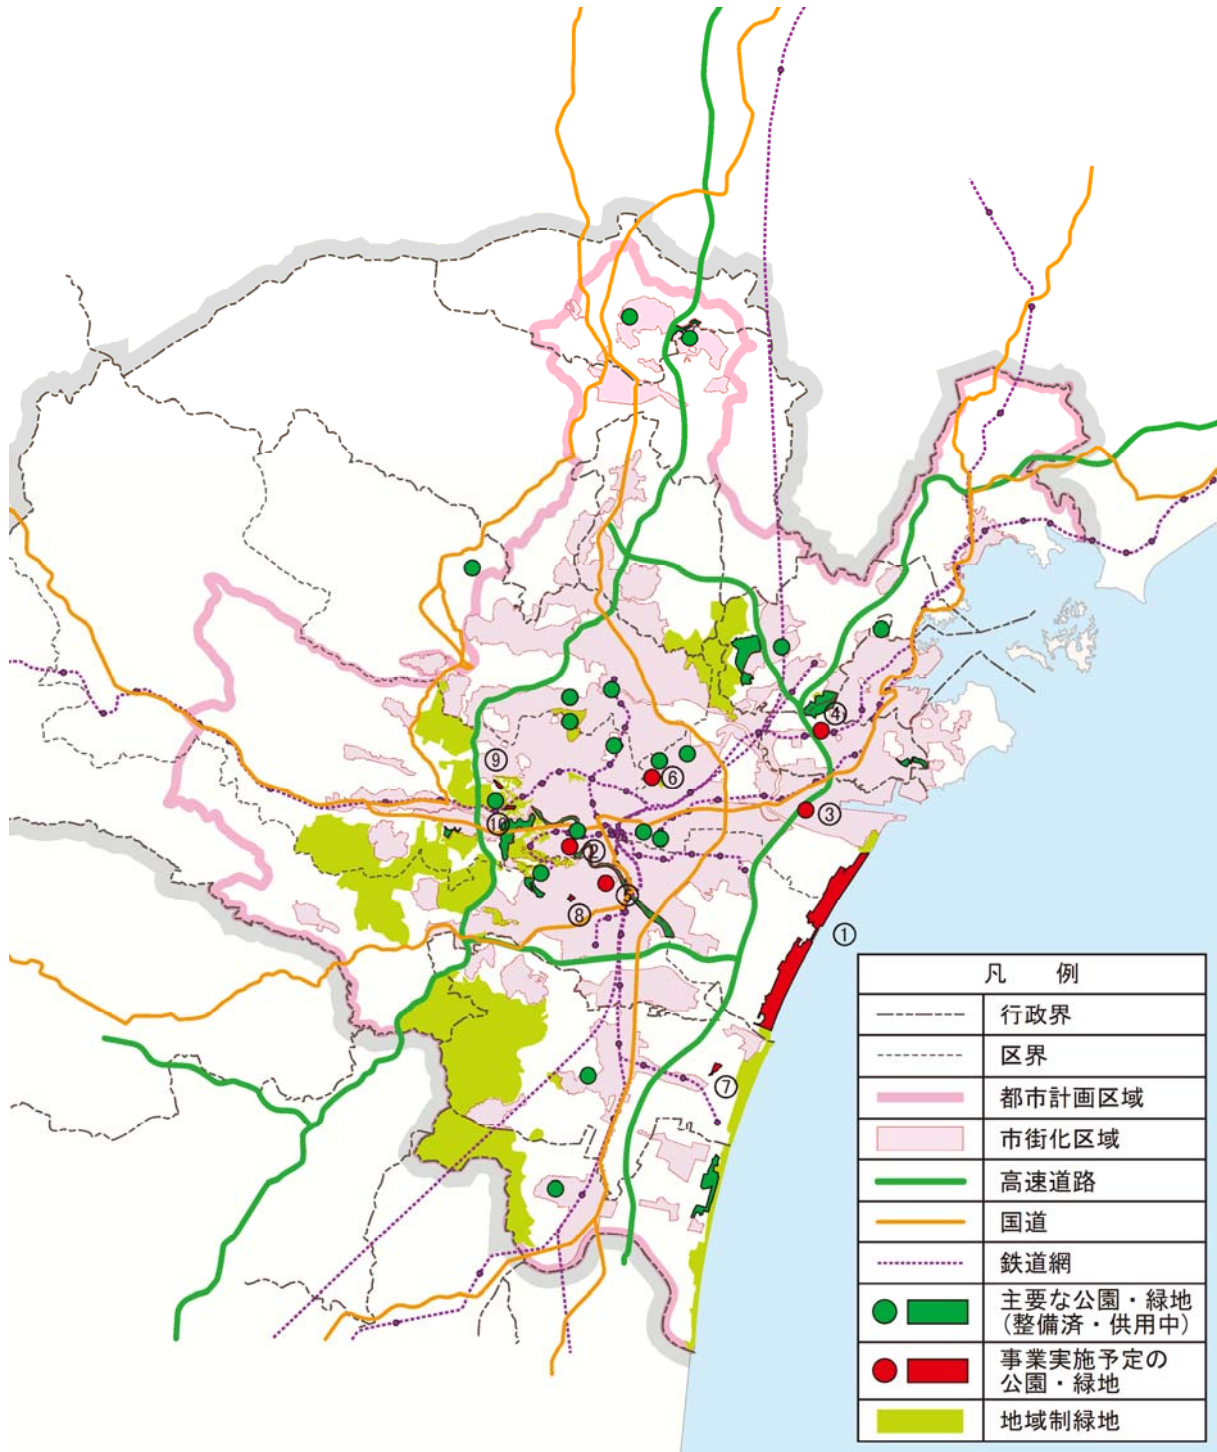 ⑨
⑩
⑥
④
③
②
⑤
⑧
①
⑦
凡 例
行政界
区界
都市計画区域
市街化区域
高速道路
国道
鉄道網
主要な公園・緑地
(整備済・供用中)
事業実施予定の
公園・緑地
地域制緑地